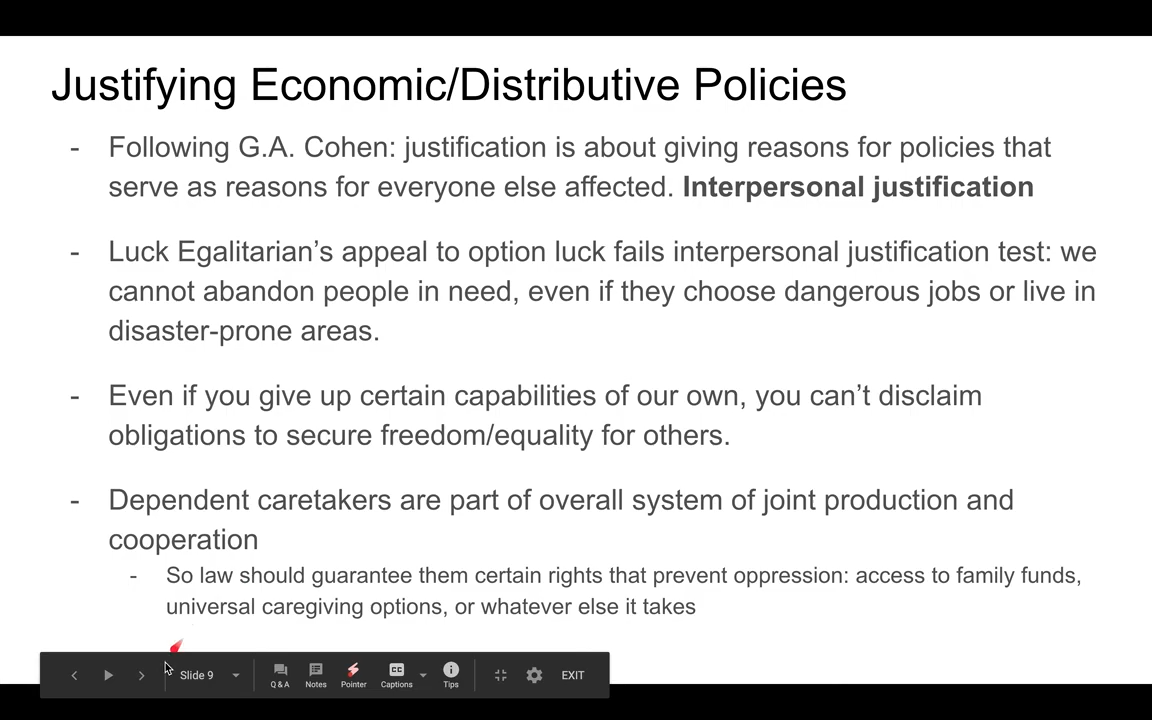 Justifying Economic/Distributive Policies
- Following G.A. Cohen: justification is about giving reasons for policies that
serve as reasons for everyone else affected. Interpersonal justification
- Luck Egalitarian’s appeal to option luck fails interpersonal justification test: we
cannot abandon people in need, even if they choose dangerous jobs or live in
disaster-prone areas.
- Even if you give up certain capabilities of our own, you can’t disclaim
obligations to secure freedom/equality for others.
- Dependent caretakers are part of overall system of joint production and
cooperation
- So law should guarantee them certain rights that prevent oppression: access to family funds,
universal caregiving options, or whatever else it takes
Slide 9
Q & A
Notes
Pointer
CC
Captions
Tips
EXIT